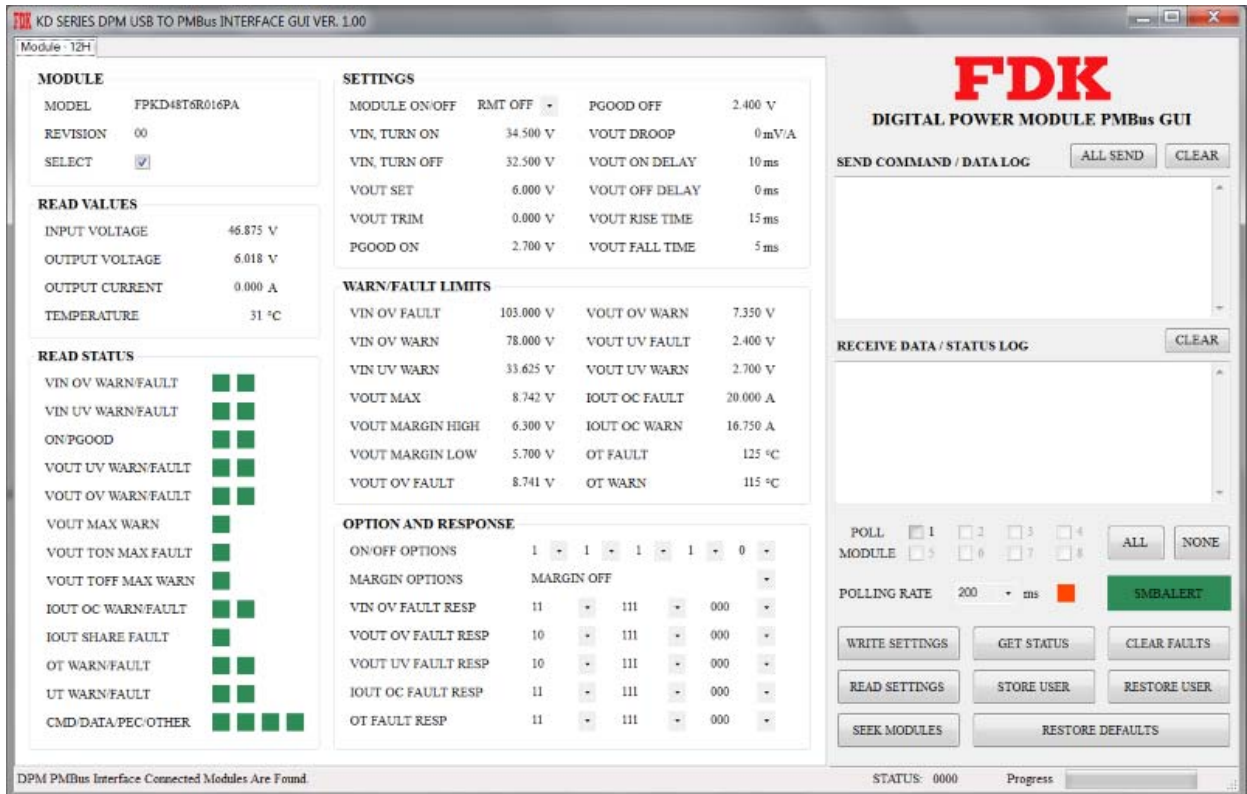 FDK KD SERIES DPM USB TO PMBus INTERFACE GUI VER. 1.00
Module - 12H
MODULE
MODEL FPKD48T6R016PA
REVISION 00
SELECT
READ VALUES
INPUT VOLTAGE 46.875 V
OUTPUT VOLTAGE 6.018 V
OUTPUT CURRENT 0.000 A
TEMPERATURE 31 °C
READ STATUS
VIN OV WARN/FAULT
VIN UV WARN/FAULT
ON/PGOOD
VOUT UV WARN/FAULT
VOUT OV WARN/FAULT
VOUT MAX WARN
VOUT TON MAX FAULT
VOUT TOFF MAX WARN
IOUT OC WARN/FAULT
IOUT SHARE FAULT
OT WARN/FAULT
UT WARN/FAULT
CMD/DATA/PEC/OTHER
SETTINGS
MODULE ON/OFF RMT OFF PGOOD OFF 2.400 V
VIN, TURN ON 34.500 V VOUT DROOP 0 mV/A
VIN, TURN OFF 32.500 V VOUT ON DELAY 10 ms
VOUT SET 6.000 V VOUT OFF DELAY 0 ms
VOUT TRIM 0.000 V VOUT RISE TIME 15 ms
PGOOD ON 2.700 V VOUT FALL TIME 5 ms
WARN/FAULT LIMITS
VIN OV FAULT 103.000 V VOUT OV WARN 7.350 V
VIN OV WARN 78.000 V VOUT UV FAULT 2.400 V
VIN UV WARN 33.625 V VOUT UV WARN 2.700 V
VOUT MAX 8.742 V IOUT OC FAULT 20.000 A
VOUT MARGIN HIGH 6.300 V IOUT OC WARN 16.750 A
VOUT MARGIN LOW 5.700 V OT FAULT 125 °C
VOUT OV FAULT 8.741 V OT WARN 115 °C
OPTION AND RESPONSE
ON/OFF OPTIONS 1 1 1 1 0
MARGIN OPTIONS MARGIN OFF
VIN OV FAULT RESP 11 111 000
VOUT OV FAULT RESP 10 111 000
VOUT UV FAULT RESP 10 111 000
IOUT OC FAULT RESP 11 111 000
OT FAULT RESP 11 111 000
FDK
DIGITAL POWER MODULE PMBus GUI
SEND COMMAND / DATA LOG ALL SEND CLEAR
RECEIVE DATA / STATUS LOG CLEAR
POLL 1 2 3 4
MODULE 5 6 7 8
ALL NONE
POLLING RATE 200 ms SMBALERT
WRITE SETTINGS GET STATUS CLEAR FAULTS
READ SETTINGS STORE USER RESTORE USER
SEEK MODULES RESTORE DEFAULTS
DPM PMBus Interface Connected Modules Are Found. STATUS: 0000 Progress